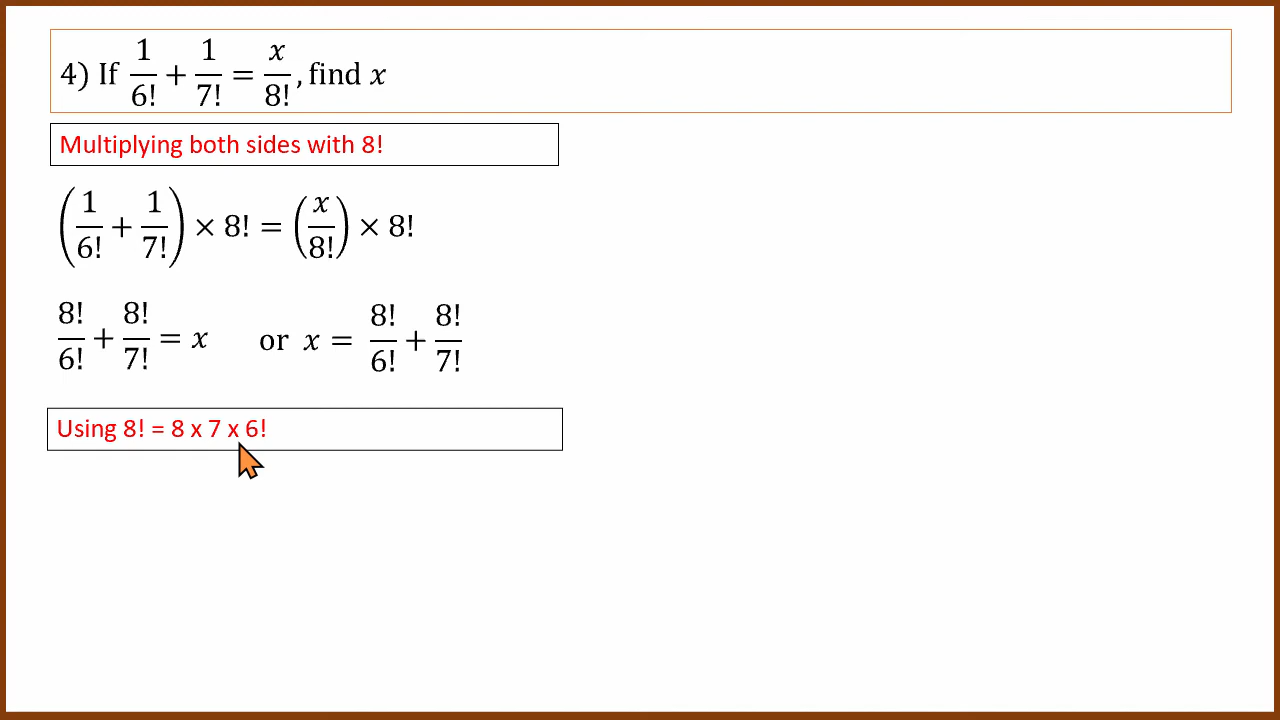 4) If 1/6! + 1/7! = x/8!, find x
Multiplying both sides with 8!
(1/6! + 1/7!) × 8! = (x/8!) × 8!
8!/6! + 8!/7! = x or x = 8!/6! + 8!/7!
Using 8! = 8 x 7 x 6!